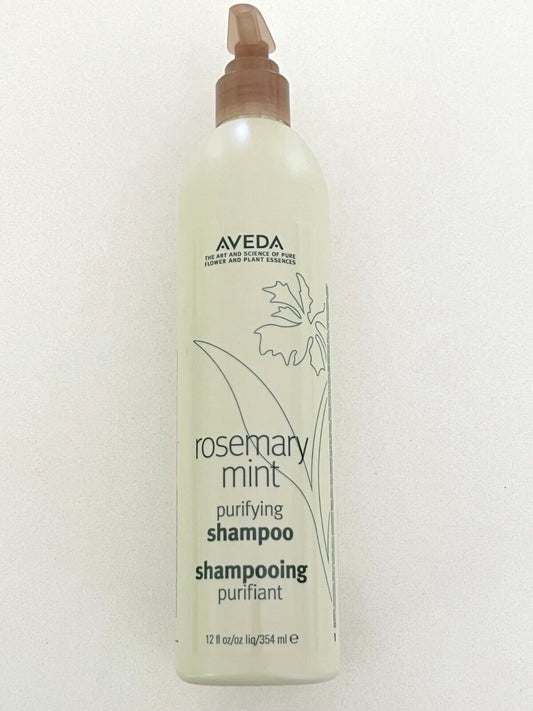 AVEDA
THE ART AND SCIENCE OF PURE
FLOWER AND PLANT ESSENCES
rosemary
mint
purifying
shampoo
shampooing
purifiant
12 fl oz/oz liq/354 ml ℮